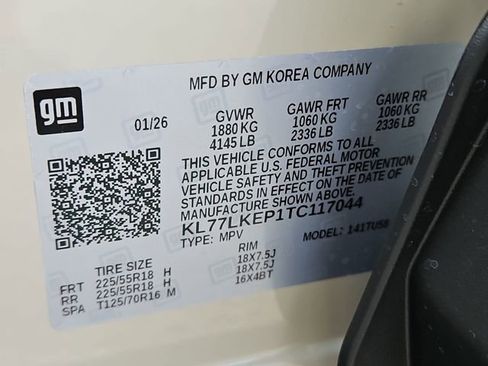 gm
MFD BY GM KOREA COMPANY
01/26 GVWR GAWR FRT GAWR RR
1880 KG 1060 KG 1060 KG
4145 LB 2336 LB 2336 LB
THIS VEHICLE CONFORMS TO ALL
APPLICABLE U.S. FEDERAL MOTOR
VEHICLE SAFETY AND THEFT PREVENTION
STANDARDS IN EFFECT ON THE DATE OF
MANUFACTURE SHOWN ABOVE.
KL77LKEP1TC117044
TYPE: MPV MODEL: 141TU58
TIRE SIZE RIM
FRT 225/55R18 H 18X7.5J
RR 225/55R18 H 18X7.5J
SPA T125/70R16 M 16X4BT